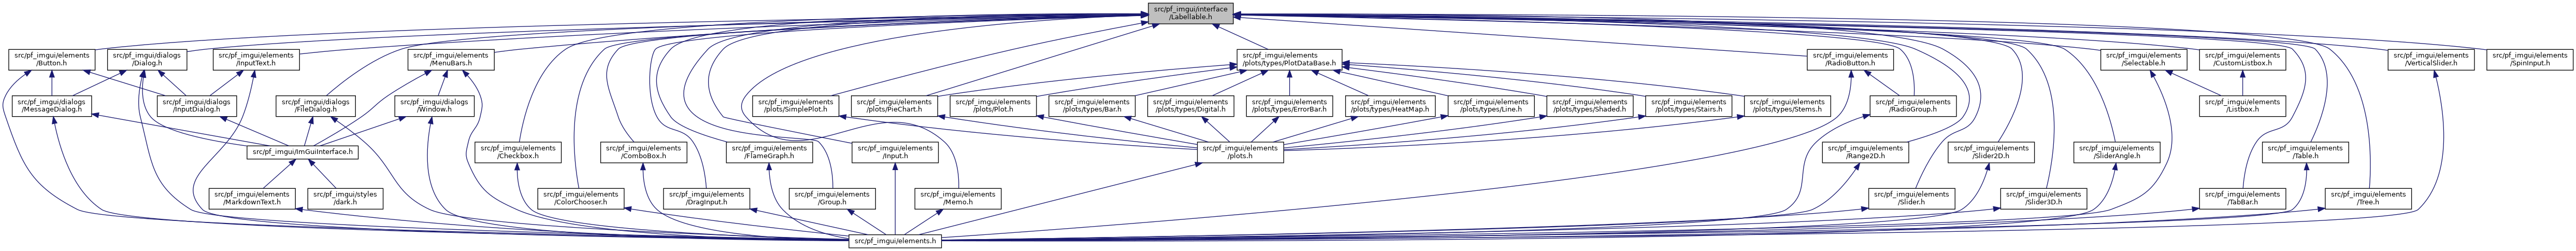 src/pf_imgui/interface
/Labellable.h
src/pf_imgui/elements
/Button.h
src/pf_imgui/dialogs
/Dialog.h
src/pf_imgui/elements
/InputText.h
src/pf_imgui/elements
/MenuBars.h
src/pf_imgui/elements
/plots/types/PlotDataBase.h
src/pf_imgui/elements
/RadioButton.h
src/pf_imgui/elements
/Selectable.h
src/pf_imgui/elements
/CustomListbox.h
src/pf_imgui/elements
/VerticalSlider.h
src/pf_imgui/elements
/SpinInput.h
src/pf_imgui/dialogs
/MessageDialog.h
src/pf_imgui/dialogs
/InputDialog.h
src/pf_imgui/dialogs
/FileDialog.h
src/pf_imgui/dialogs
/Window.h
src/pf_imgui/elements
/plots/SimplePlot.h
src/pf_imgui/elements
/plots/PieChart.h
src/pf_imgui/elements
/plots/Plot.h
src/pf_imgui/elements
/plots/types/Bar.h
src/pf_imgui/elements
/plots/types/Digital.h
src/pf_imgui/elements
/plots/types/ErrorBar.h
src/pf_imgui/elements
/plots/types/HeatMap.h
src/pf_imgui/elements
/plots/types/Line.h
src/pf_imgui/elements
/plots/types/Shaded.h
src/pf_imgui/elements
/plots/types/Stairs.h
src/pf_imgui/elements
/plots/types/Stems.h
src/pf_imgui/elements
/RadioGroup.h
src/pf_imgui/elements
/Listbox.h
src/pf_imgui/ImGuiInterface.h
src/pf_imgui/elements
/Checkbox.h
src/pf_imgui/elements
/ComboBox.h
src/pf_imgui/elements
/FlameGraph.h
src/pf_imgui/elements
/Input.h
src/pf_imgui/elements
/plots.h
src/pf_imgui/elements
/Range2D.h
src/pf_imgui/elements
/Slider2D.h
src/pf_imgui/elements
/SliderAngle.h
src/pf_imgui/elements
/Table.h
src/pf_imgui/elements
/MarkdownText.h
src/pf_imgui/styles
/dark.h
src/pf_imgui/elements
/ColorChooser.h
src/pf_imgui/elements
/DragInput.h
src/pf_imgui/elements
/Group.h
src/pf_imgui/elements
/Memo.h
src/pf_imgui/elements
/Slider.h
src/pf_imgui/elements
/Slider3D.h
src/pf_imgui/elements
/TabBar.h
src/pf_imgui/elements
/Tree.h
src/pf_imgui/elements.h